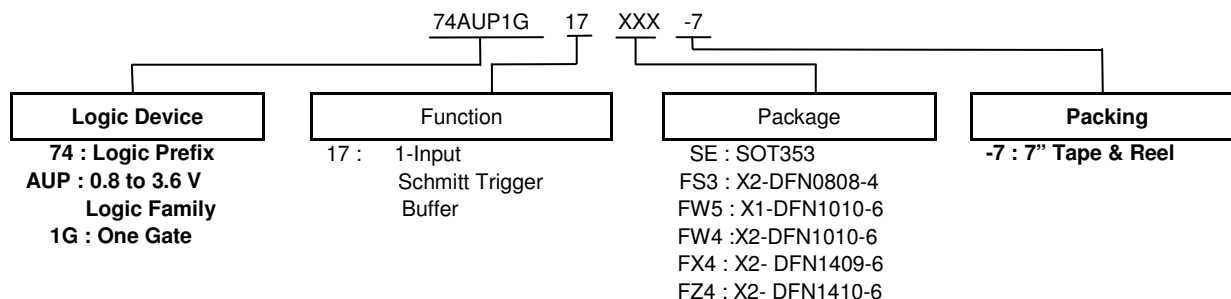 74AUP1G 17 XXX -7
Logic Device
74 : Logic Prefix
AUP : 0.8 to 3.6 V
Logic Family
1G : One Gate
Function
17 : 1-Input
Schmitt Trigger
Buffer
Package
SE : SOT353
FS3 : X2-DFN0808-4
FW5 : X1-DFN1010-6
FW4 :X2-DFN1010-6
FX4 : X2- DFN1409-6
FZ4 : X2- DFN1410-6
Packing
-7 : 7” Tape & Reel